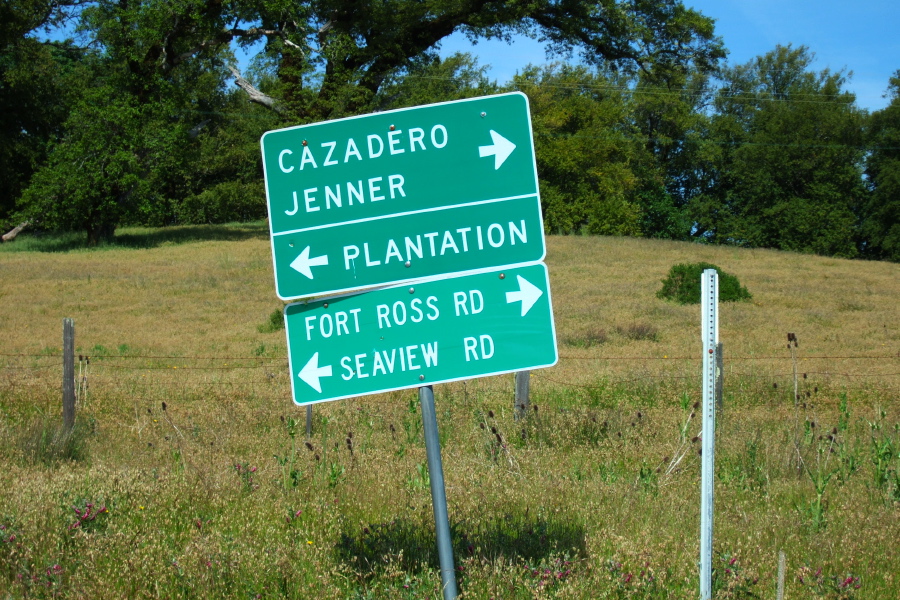 CAZADERO
JENNER
PLANTATION
FORT ROSS RD
SEAVIEW RD